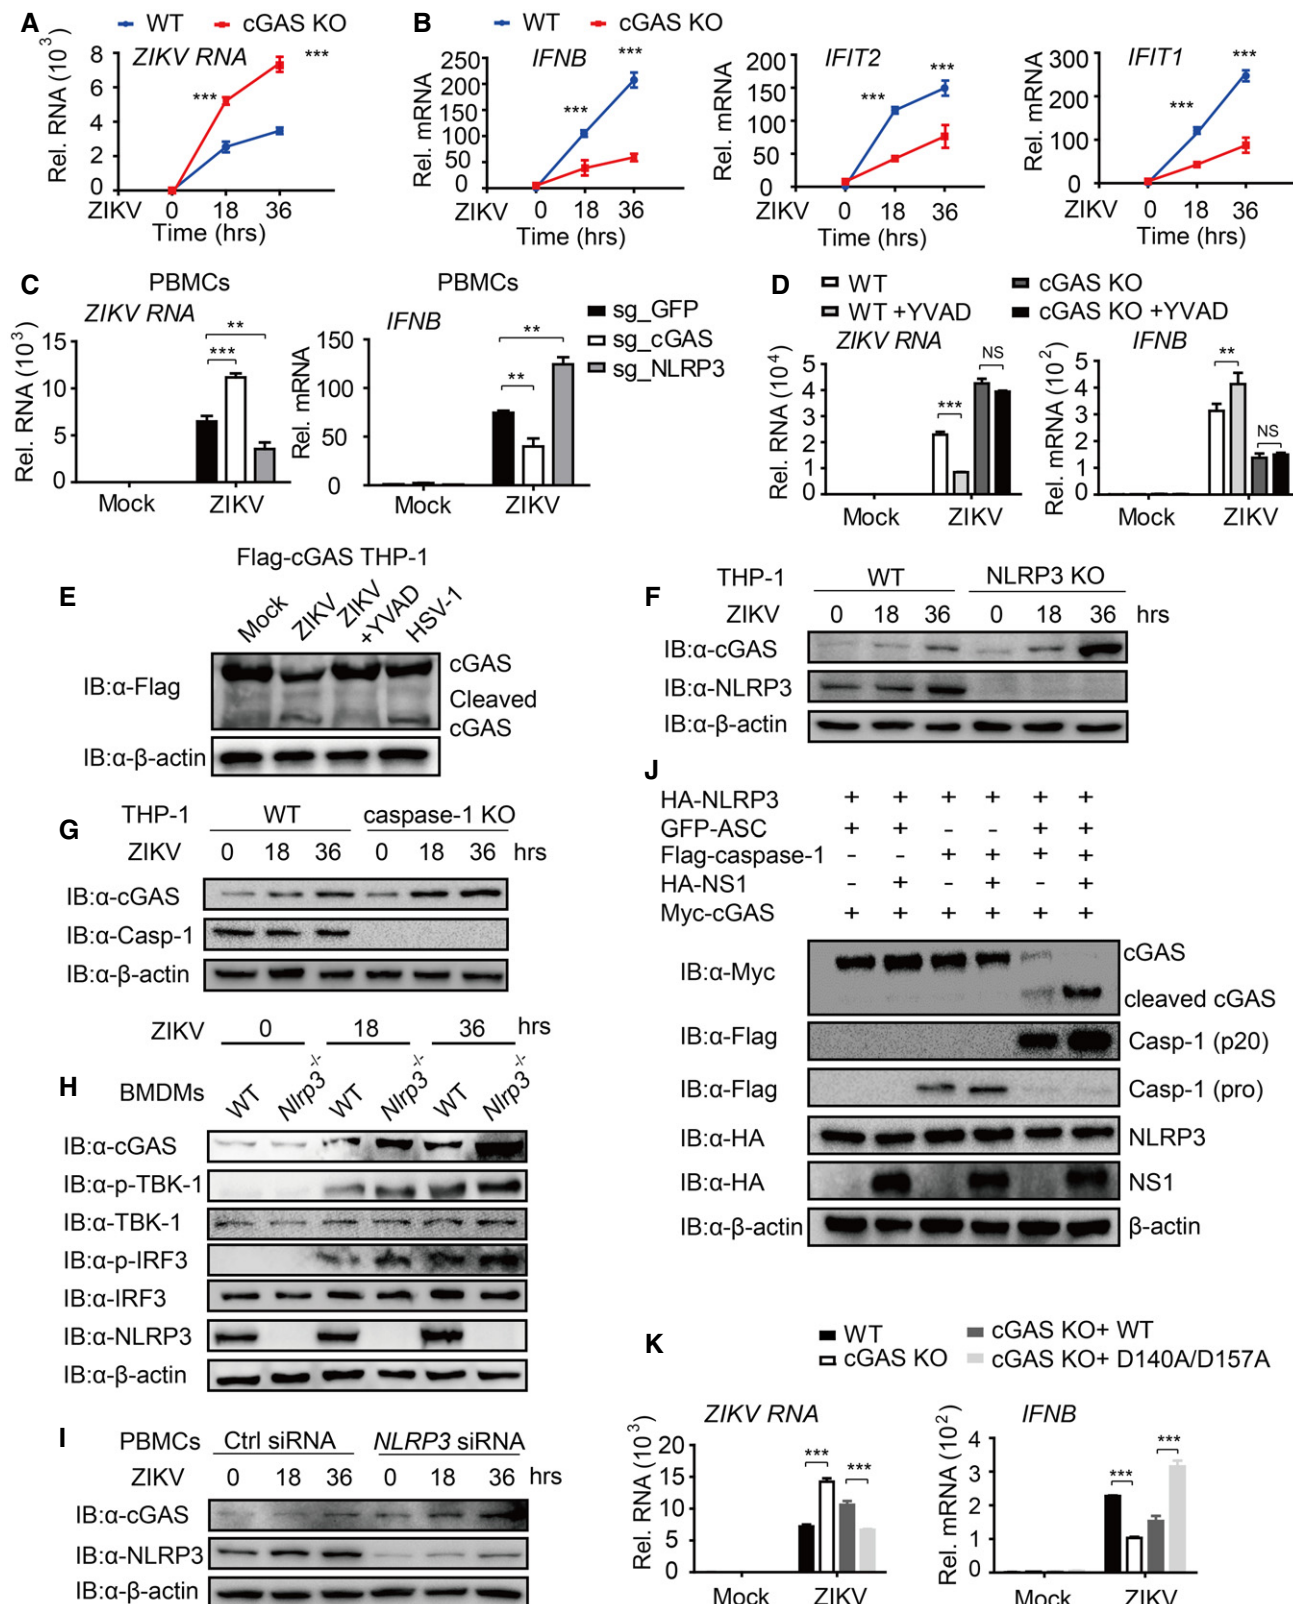 A
WT
cGAS KO
ZIKV RNA
***
***
Rel. RNA (10³)
8
6
4
2
0
ZIKV
0 18 36
Time (hrs)
B
WT
cGAS KO
IFNB
***
***
Rel. mRNA
250
200
150
100
50
0
ZIKV
0 18 36
Time (hrs)
IFIT2
***
***
Rel. mRNA
200
150
100
50
0
ZIKV
0 18 36
Time (hrs)
IFIT1
***
***
Rel. mRNA
300
200
100
0
ZIKV
0 18 36
Time (hrs)
C
PBMCs
ZIKV RNA
**
***
Rel. RNA (10³)
15
10
5
0
Mock ZIKV
PBMCs
IFNB
**
**
Rel. mRNA
150
100
50
0
Mock ZIKV
sg_GFP
sg_cGAS
sg_NLRP3
D
WT
cGAS KO
WT +YVAD
cGAS KO +YVAD
ZIKV RNA
NS
***
Rel. RNA (10⁴)
5
4
3
2
1
0
Mock ZIKV
IFNB
**
NS
Rel. mRNA (10²)
5
4
3
2
1
0
Mock ZIKV
E
Flag-cGAS THP-1
Mock
ZIKV
ZIKV
+YVAD
HSV-1
IB:α-Flag
cGAS
Cleaved
cGAS
IB:α-β-actin
F
THP-1 WT NLRP3 KO
ZIKV 0 18 36 0 18 36 hrs
IB:α-cGAS
IB:α-NLRP3
IB:α-β-actin
G
THP-1 WT caspase-1 KO
ZIKV 0 18 36 0 18 36 hrs
IB:α-cGAS
IB:α-Casp-1
IB:α-β-actin
H
ZIKV 0 18 36 hrs
BMDMs WT Nlrp3-/- WT Nlrp3-/- WT Nlrp3-/-
IB:α-cGAS
IB:α-p-TBK-1
IB:α-TBK-1
IB:α-p-IRF3
IB:α-IRF3
IB:α-NLRP3
IB:α-β-actin
I
PBMCs Ctrl siRNA NLRP3 siRNA
ZIKV 0 18 36 0 18 36 hrs
IB:α-cGAS
IB:α-NLRP3
IB:α-β-actin
J
HA-NLRP3 + + + + + +
GFP-ASC + + - - + +
Flag-caspase-1 - - + + + +
HA-NS1 - + - + - +
Myc-cGAS + + + + + +
IB:α-Myc cGAS
cleaved cGAS
IB:α-Flag Casp-1 (p20)
IB:α-Flag Casp-1 (pro)
IB:α-HA NLRP3
IB:α-HA NS1
IB:α-β-actin β-actin
K
WT
cGAS KO+ WT
cGAS KO
cGAS KO+ D140A/D157A
ZIKV RNA
***
***
Rel. RNA (10³)
20
15
10
5
0
Mock ZIKV
IFNB
***
***
Rel. mRNA (10²)
4
3
2
1
0
Mock ZIKV